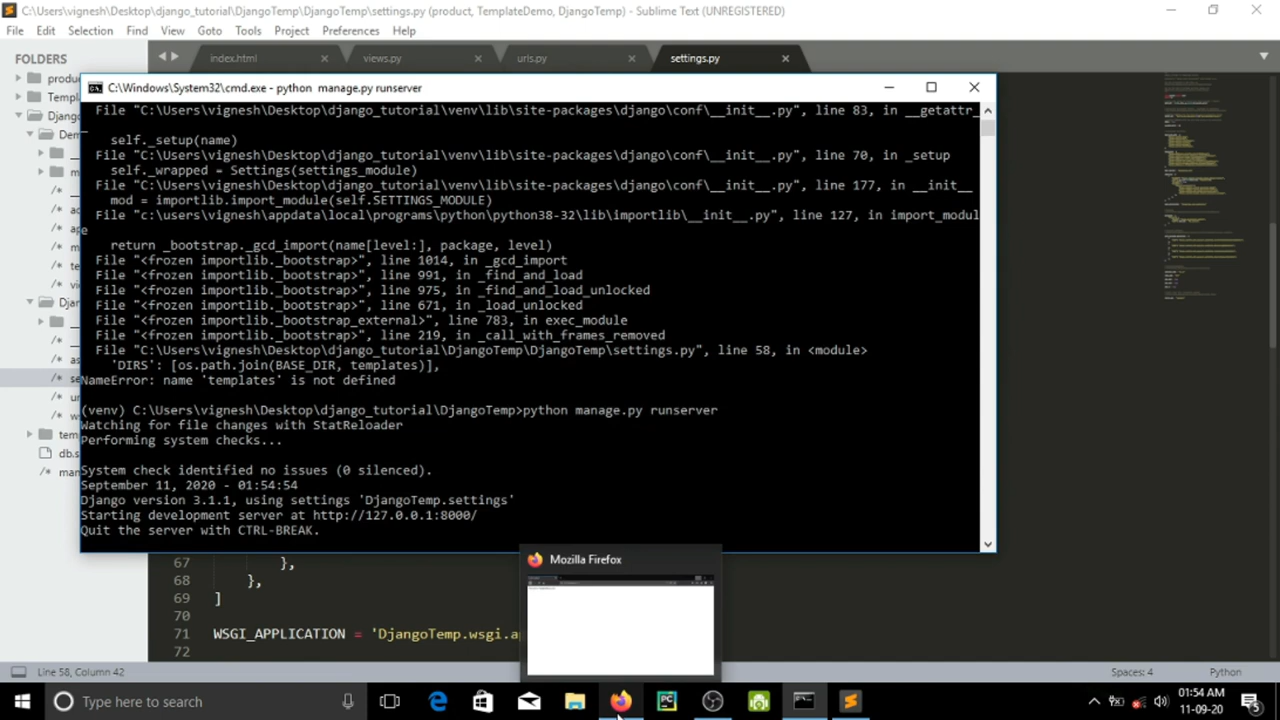 C:\Users\vignesh\Desktop\django_tutorial\DjangoTemp\DjangoTemp\settings.py (product, TemplateDemo, DjangoTemp) - Sublime Text (UNREGISTERED)
File Edit Selection Find View Goto Tools Project Preferences Help
FOLDERS
index.html
views.py
urls.py
settings.py
C:\Windows\System32\cmd.exe - python manage.py runserver
File "C:\Users\vignesh\Desktop\django_tutorial\venv\lib\site-packages\django\conf\__init__.py", line 83, in __getattr_
_
self._setup(name)
File "C:\Users\vignesh\Desktop\django_tutorial\venv\lib\site-packages\django\conf\__init__.py", line 70, in _setup
self._wrapped = Settings(settings_module)
File "C:\Users\vignesh\Desktop\django_tutorial\venv\lib\site-packages\django\conf\__init__.py", line 177, in __init__
mod = importlib.import_module(self.SETTINGS_MODULE)
File "c:\users\vignesh\appdata\local\programs\python\python38-32\lib\importlib\__init__.py", line 127, in import_modul
e
return _bootstrap._gcd_import(name[level:], package, level)
File "<frozen importlib._bootstrap>", line 1014, in _gcd_import
File "<frozen importlib._bootstrap>", line 991, in _find_and_load
File "<frozen importlib._bootstrap>", line 975, in _find_and_load_unlocked
File "<frozen importlib._bootstrap>", line 671, in _load_unlocked
File "<frozen importlib._bootstrap_external>", line 783, in exec_module
File "<frozen importlib._bootstrap>", line 219, in _call_with_frames_removed
File "C:\Users\vignesh\Desktop\django_tutorial\DjangoTemp\DjangoTemp\settings.py", line 58, in <module>
'DIRS': [os.path.join(BASE_DIR, templates)],
NameError: name 'templates' is not defined
(venv) C:\Users\vignesh\Desktop\django_tutorial\DjangoTemp>python manage.py runserver
Watching for file changes with StatReloader
Performing system checks...
System check identified no issues (0 silenced).
September 11, 2020 - 01:54:54
Django version 3.1.1, using settings 'DjangoTemp.settings'
Starting development server at http://127.0.0.1:8000/
Quit the server with CTRL-BREAK.
produ
Templ
Djang
Dem
Djan
tem
db.s
man
Mozilla Firefox
67 },
68 },
69 ]
70
71 WSGI_APPLICATION = 'DjangoTemp.wsgi.ap
72
Line 58, Column 42
Spaces: 4
Python
Type here to search
01:54 AM
11-09-20
5